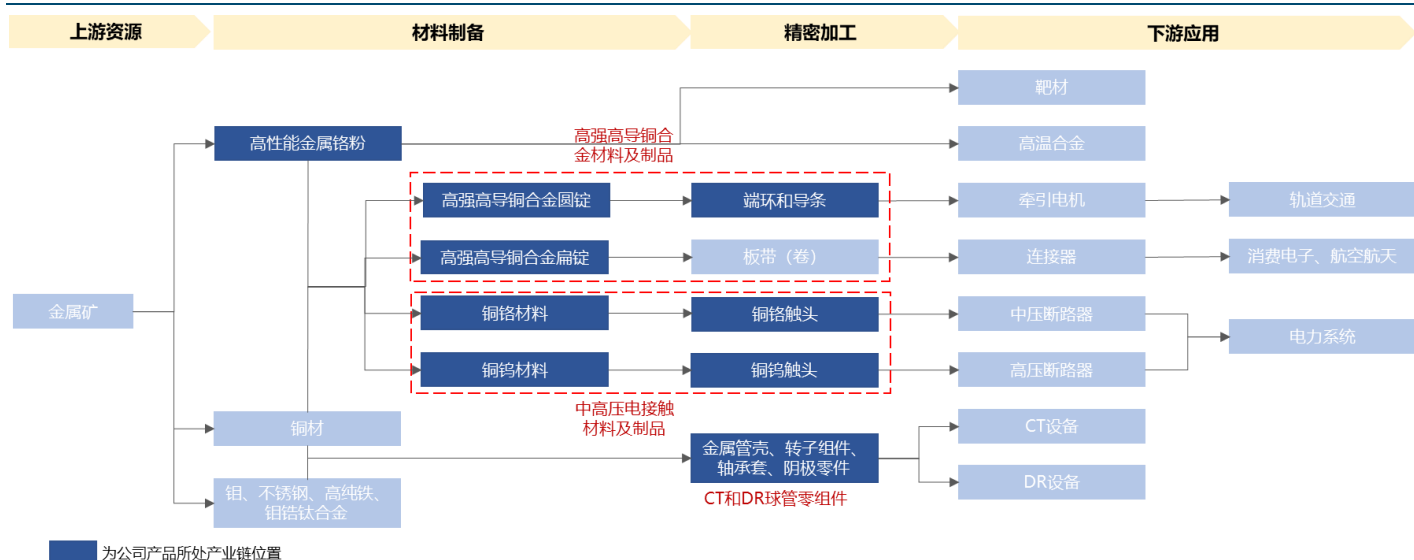 上游资源
材料制备
精密加工
下游应用
靶材
高性能金属铬粉
高强高导铜合
金材料及制品
高温合金
高强高导铜合金圆锭
端环和导条
牵引电机
轨道交通
高强高导铜合金扁锭
板带（卷）
连接器
消费电子、航空航天
金属矿
铜铬材料
铜铬触头
中压断路器
电力系统
铜钨材料
铜钨触头
高压断路器
中高压电接触
材料及制品
铜材
CT设备
金属管壳、转子组件、
轴承套、阴极零件
DR设备
钼、不锈钢、高纯铁、
钼锆钛合金
CT和DR球管零组件
为公司产品所处产业链位置